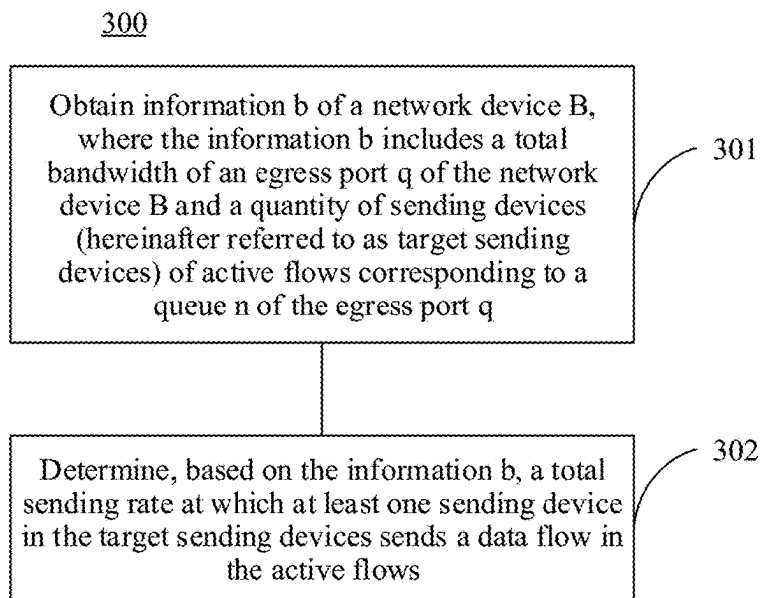 300
Obtain information b of a network device B,
where the information b includes a total
bandwidth of an egress port q of the network
device B and a quantity of sending devices
(hereinafter referred to as target sending
devices) of active flows corresponding to a
queue n of the egress port q
301
Determine, based on the information b, a total
sending rate at which at least one sending device
in the target sending devices sends a data flow in
the active flows
302